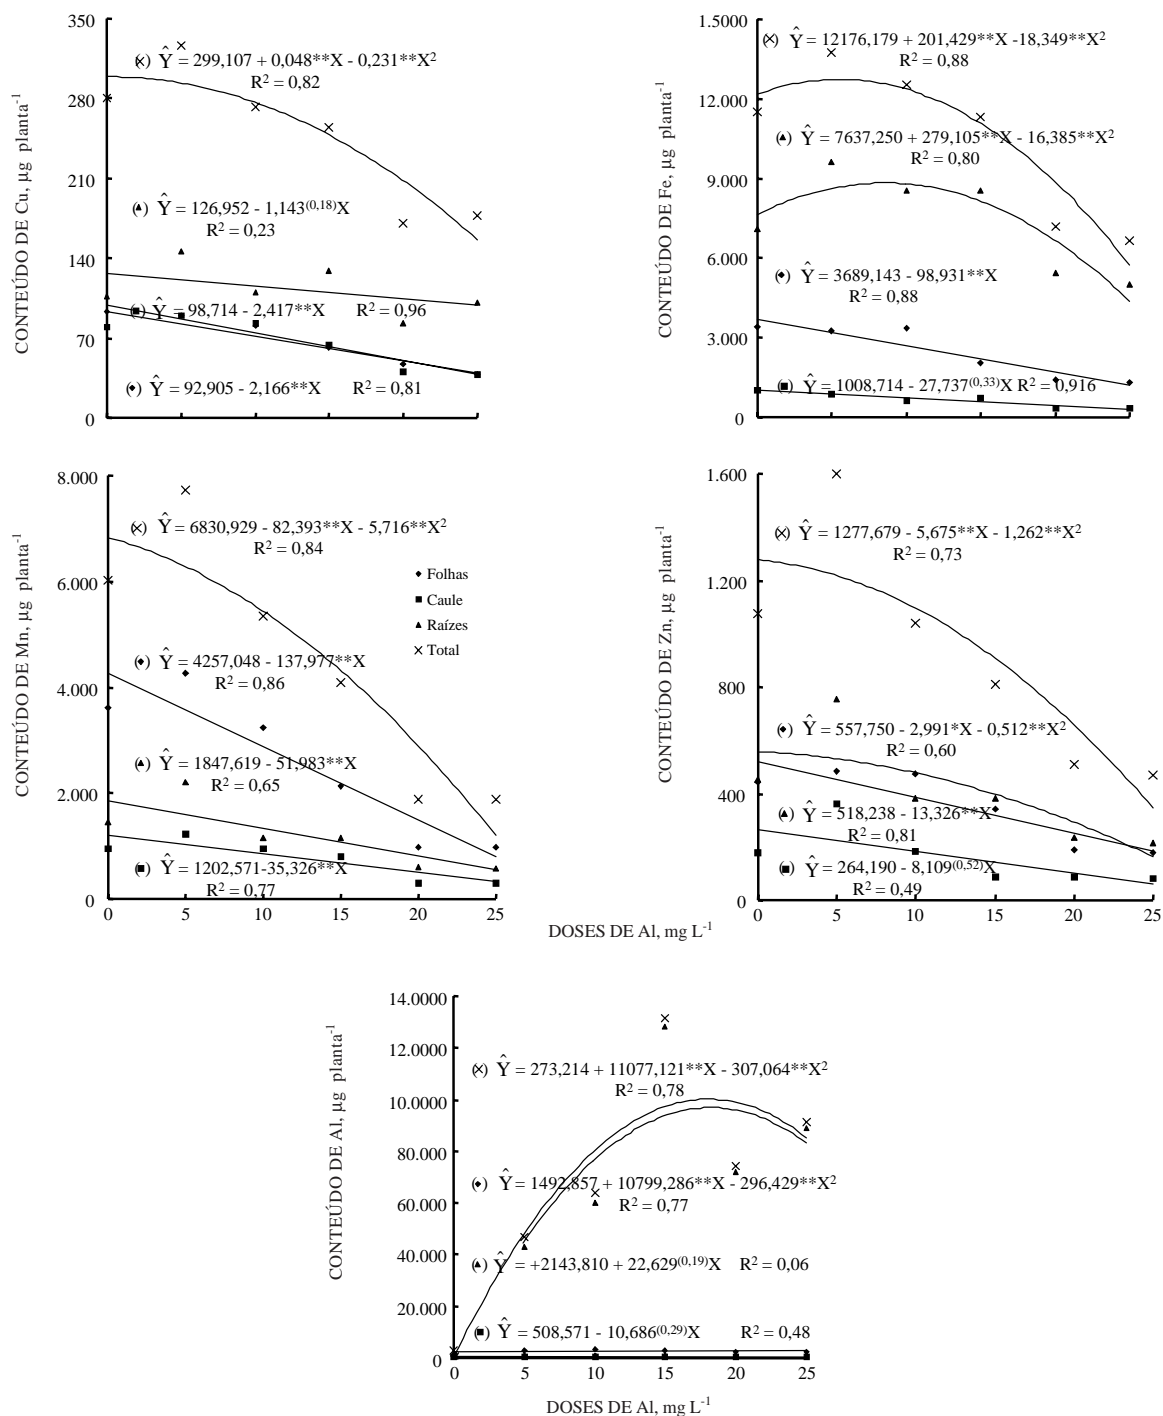 CONTEÚDO DE Cu, µg planta-1
350
280
210
140
70
0
(×) Ŷ = 299,107 + 0,048**X - 0,231**X2
R2 = 0,82
(▲) Ŷ = 126,952 - 1,143(0,18)X
R2 = 0,23
(■) Ŷ = 98,714 - 2,417**X R2 = 0,96
(◆) Ŷ = 92,905 - 2,166**X R2 = 0,81
CONTEÚDO DE Fe, µg planta-1
1.5000
12.000
9.000
6.000
3.000
0
(×) Ŷ = 12176,179 + 201,429**X -18,349**X2
R2 = 0,88
(▲) Ŷ = 7637,250 + 279,105**X - 16,385**X2
R2 = 0,80
(◆) Ŷ = 3689,143 - 98,931**X
R2 = 0,88
(■) Ŷ = 1008,714 - 27,737(0,33)X R2 = 0,916
CONTEÚDO DE Mn, µg planta-1
8.000
6.000
4.000
2.000
0
(×) Ŷ = 6830,929 - 82,393**X - 5,716**X2
R2 = 0,84
◆ Folhas
■ Caule
▲ Raízes
× Total
(◆) Ŷ = 4257,048 - 137,977**X
R2 = 0,86
(▲) Ŷ = 1847,619 - 51,983**X
R2 = 0,65
(■) Ŷ = 1202,571-35,326**X
R2 = 0,77
0 5 10 15 20 25
CONTEÚDO DE Zn, µg planta-1
1.600
1.200
800
400
0
(×) Ŷ = 1277,679 - 5,675**X - 1,262**X2
R2 = 0,73
(◆) Ŷ = 557,750 - 2,991*X - 0,512**X2
R2 = 0,60
(▲) Ŷ = 518,238 - 13,326**X
R2 = 0,81
(■) Ŷ = 264,190 - 8,109(0,52)X
R2 = 0,49
0 5 10 15 20 25
DOSES DE Al, mg L-1
CONTEÚDO DE Al, µg planta-1
14.0000
12.0000
10.0000
80.000
60.000
40.000
20.000
0
(×) Ŷ = 273,214 + 11077,121**X - 307,064**X2
R2 = 0,78
(◆) Ŷ = 1492,857 + 10799,286**X - 296,429**X2
R2 = 0,77
(▲) Ŷ = +2143,810 + 22,629(0,19)X R2 = 0,06
(■) Ŷ = 508,571 - 10,686(0,29)X R2 = 0,48
0 5 10 15 20 25
DOSES DE Al, mg L-1